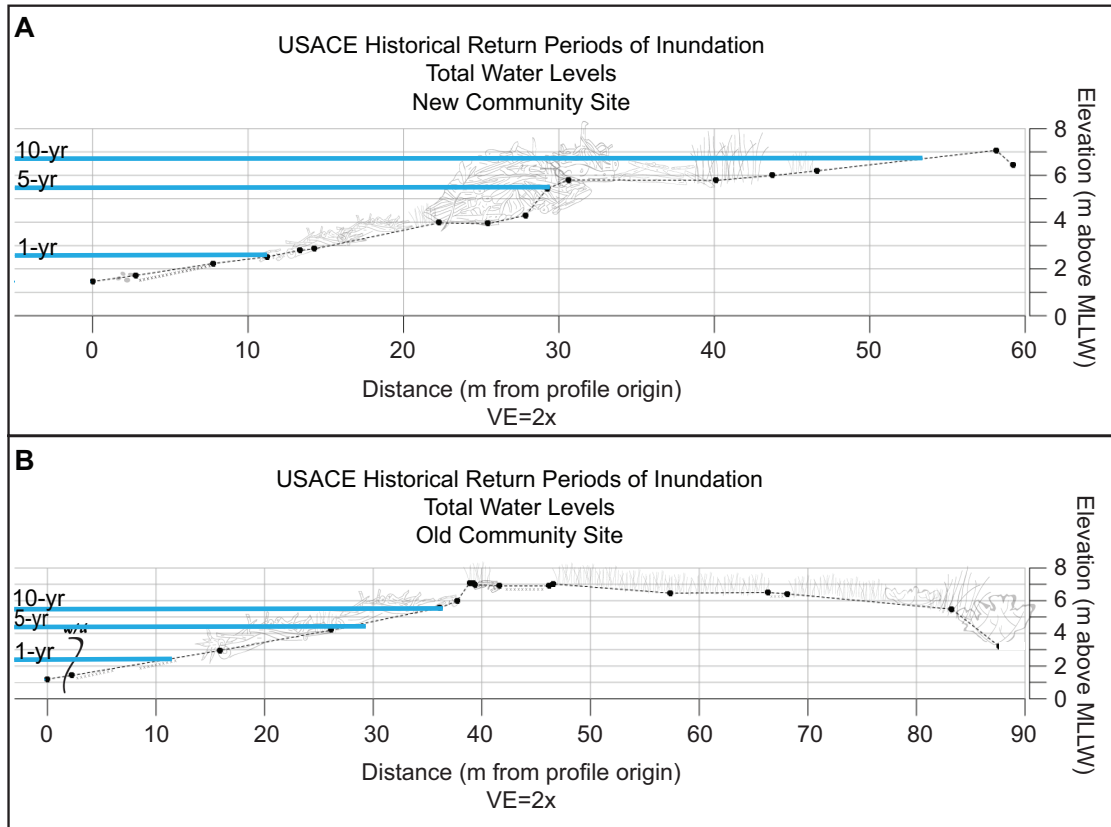 A
USACE Historical Return Periods of Inundation
Total Water Levels
New Community Site
10-yr
5-yr
1-yr
8
6
4
2
0
Elevation (m above MLLW)
0 10 20 30 40 50 60
Distance (m from profile origin)
VE=2x
B
USACE Historical Return Periods of Inundation
Total Water Levels
Old Community Site
10-yr
5-yr
1-yr
8
6
4
2
0
Elevation (m above MLLW)
0 10 20 30 40 50 60 70 80 90
Distance (m from profile origin)
VE=2x